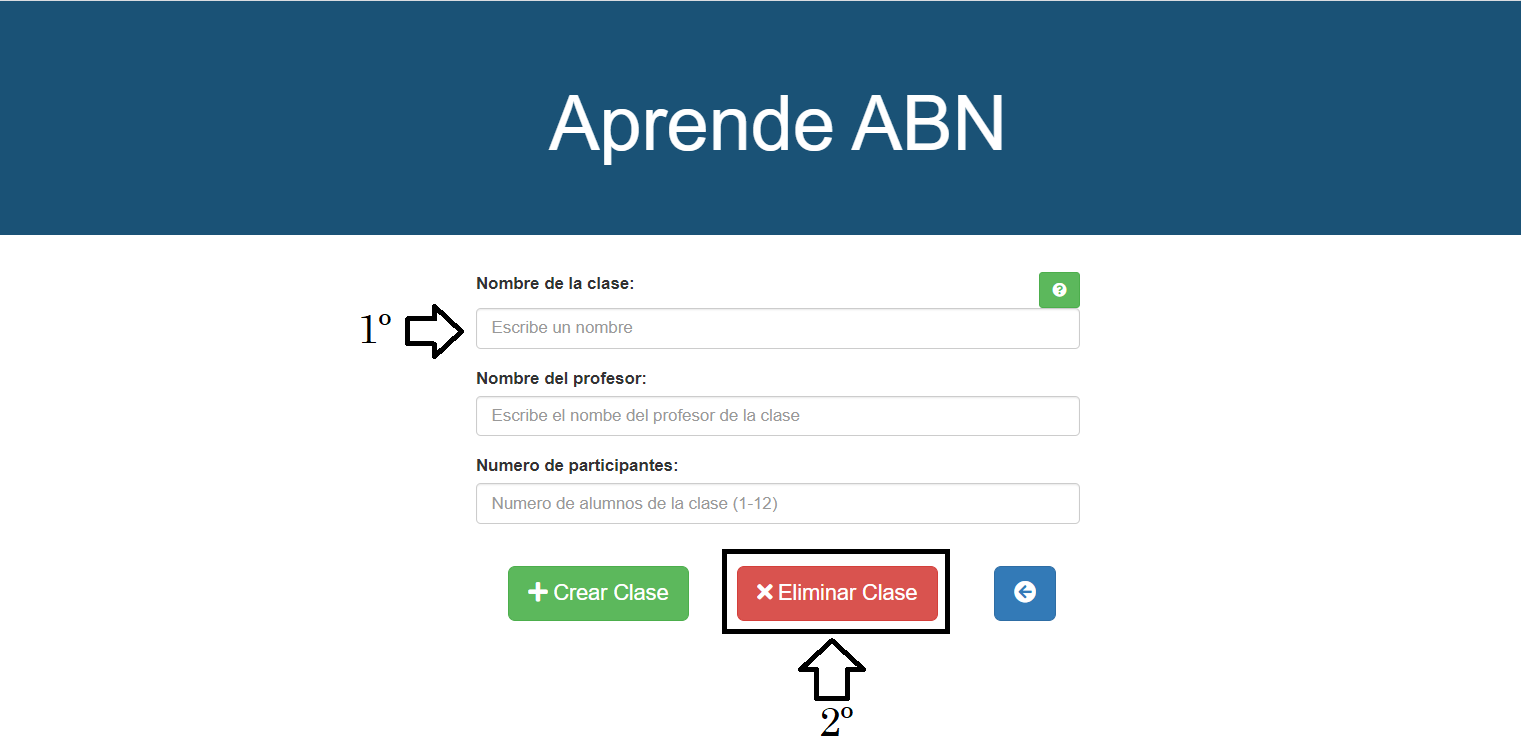 Aprende ABN
Nombre de la clase:
1º
Escribe un nombre
Nombre del profesor:
Escribe el nombe del profesor de la clase
Numero de participantes:
Numero de alumnos de la clase (1-12)
Crear Clase
Eliminar Clase
2º